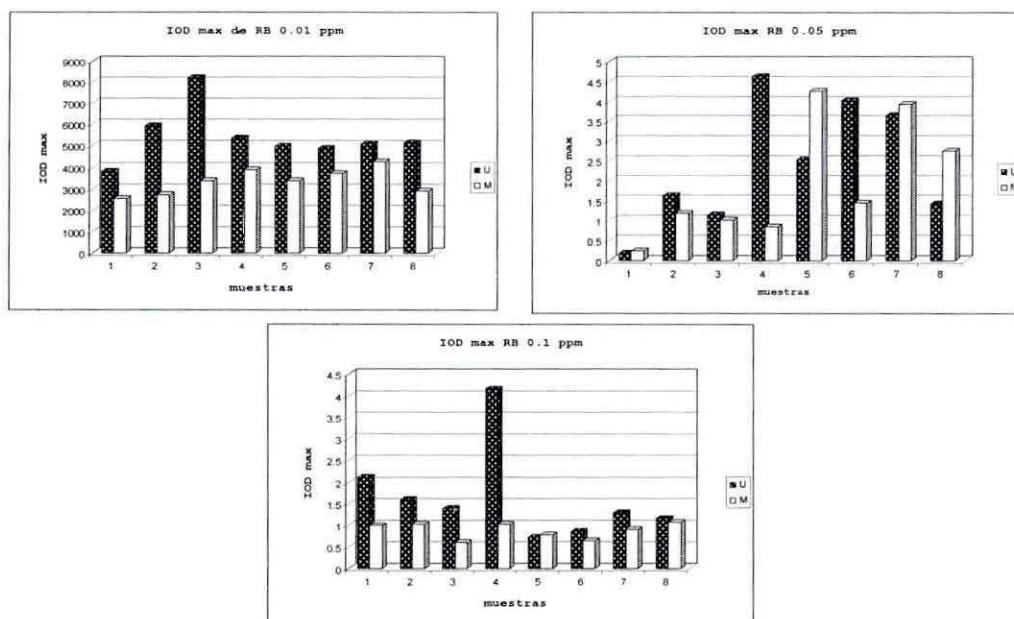 IOD max de RB 0.01 ppm
IOD max
9000
8000
7000
6000
5000
4000
3000
2000
1000
0
1 2 3 4 5 6 7 8
muestras
U
M
IOD max RB 0.05 ppm
IOD max
5
4.5
4
3.5
3
2.5
2
1.5
1
0.5
0
1 2 3 4 5 6 7 8
muestras
U
M
IOD max RB 0.1 ppm
IOD max
4.5
4
3.5
3
2.5
2
1.5
1
0.5
0
1 2 3 4 5 6 7 8
muestras
U
M